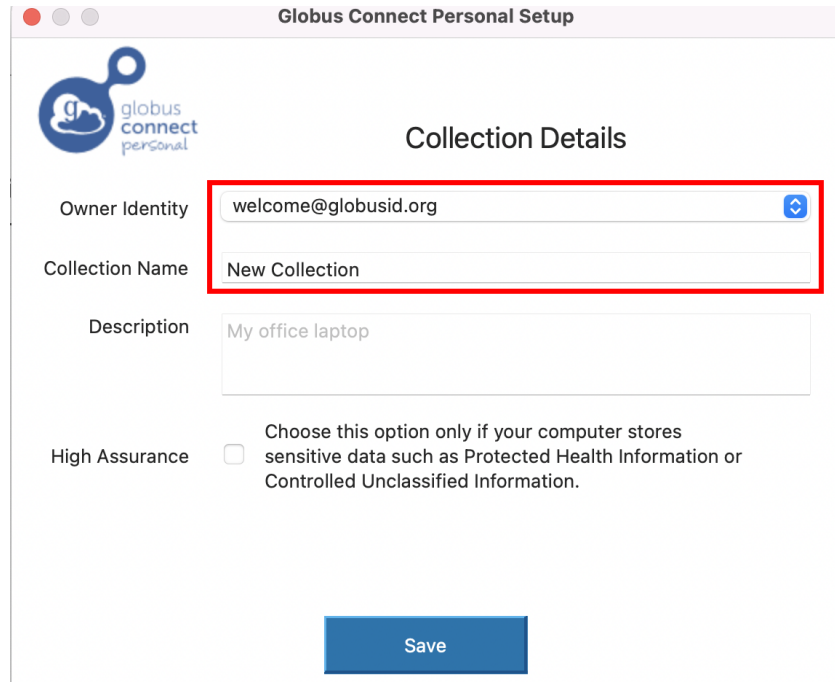 Globus Connect Personal Setup
g
globus
connect
personal
Collection Details
Owner Identity
welcome@globusid.org
Collection Name
New Collection
Description
My office laptop
High Assurance
Choose this option only if your computer stores
sensitive data such as Protected Health Information or
Controlled Unclassified Information.
Save